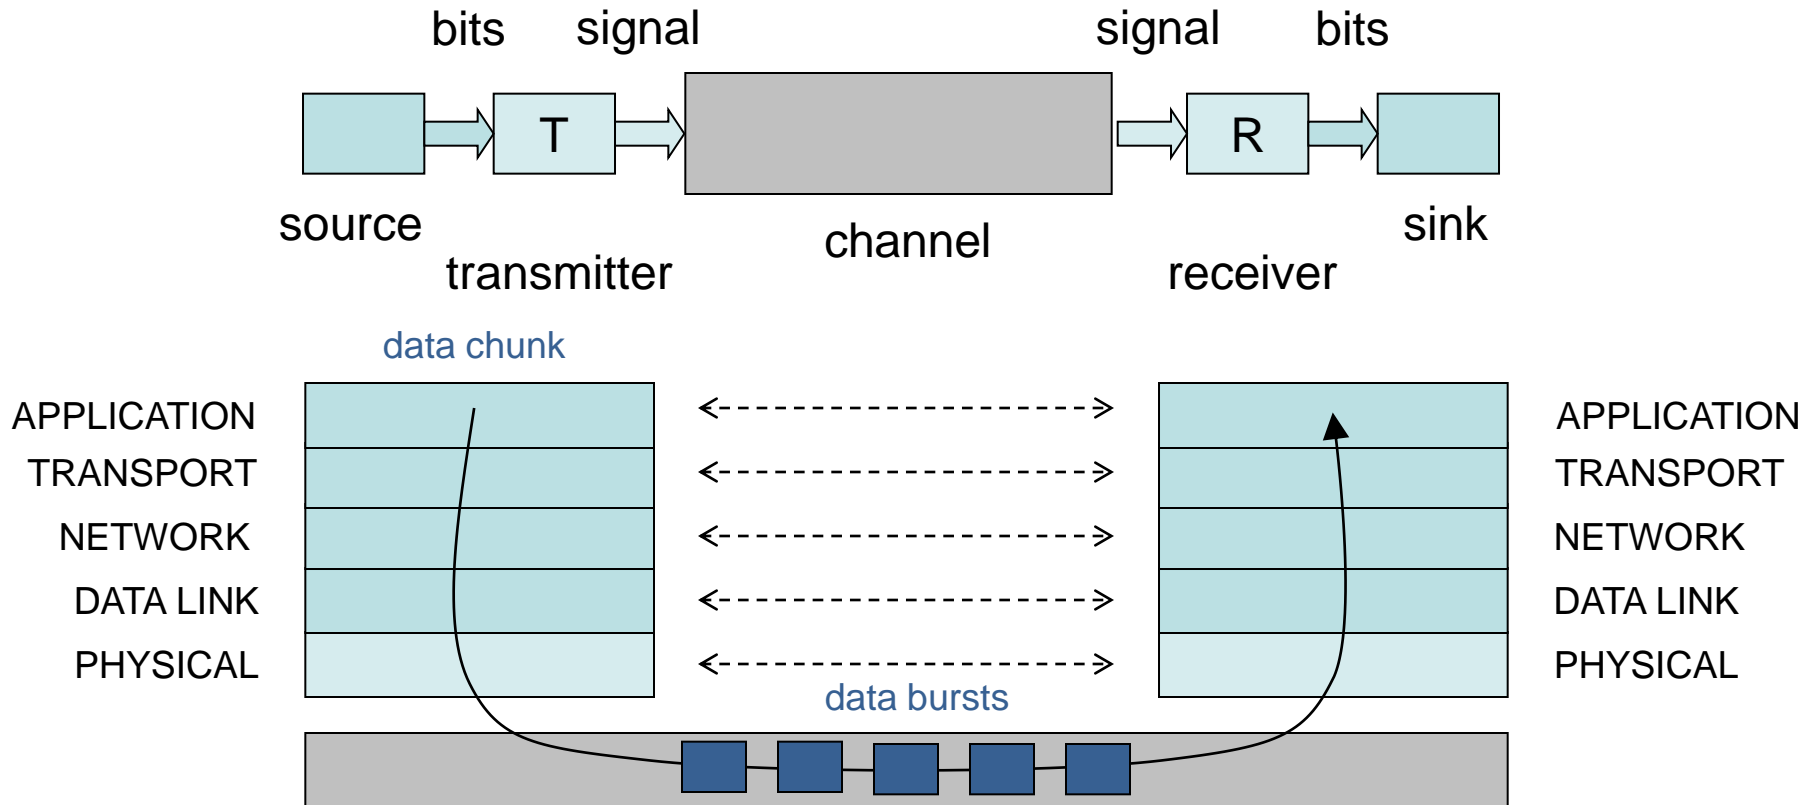 bits signal signal bits
T R
source channel sink
transmitter receiver
data chunk
APPLICATION APPLICATION
TRANSPORT TRANSPORT
NETWORK NETWORK
DATA LINK DATA LINK
PHYSICAL PHYSICAL
data bursts